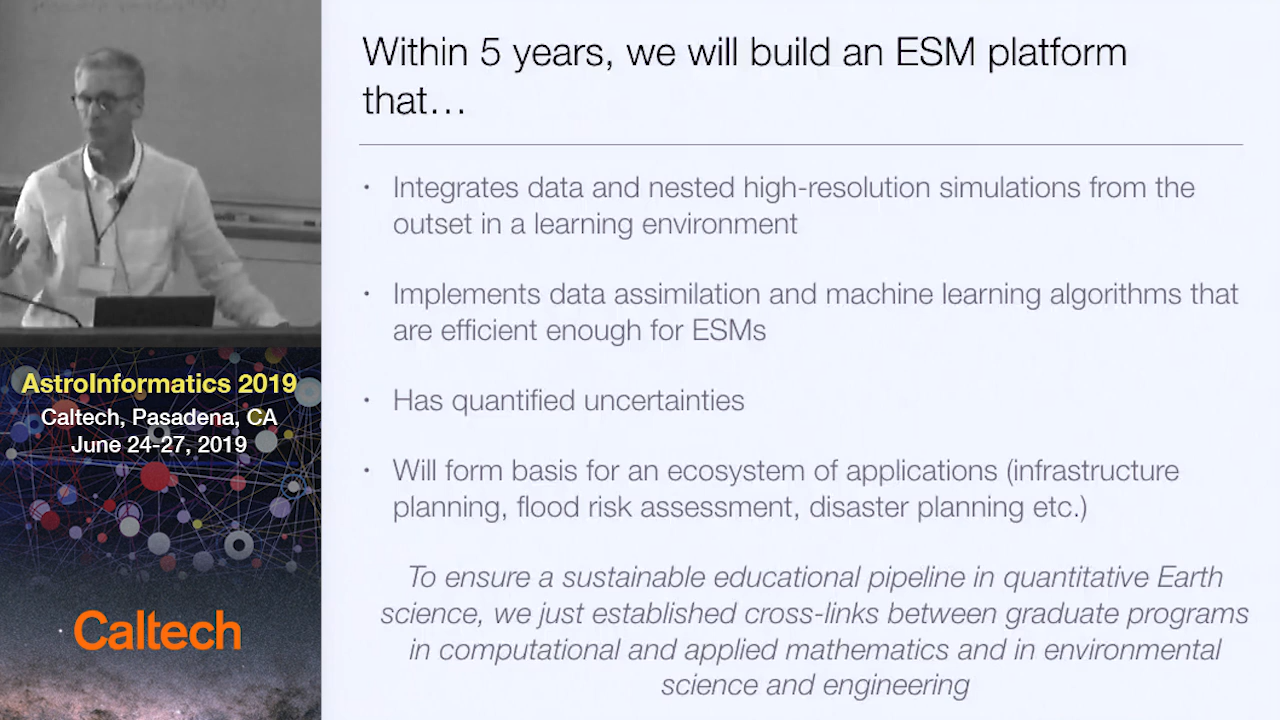 Within 5 years, we will build an ESM platform
that…
• Integrates data and nested high-resolution simulations from the
outset in a learning environment
• Implements data assimilation and machine learning algorithms that
are efficient enough for ESMs
• Has quantified uncertainties
• Will form basis for an ecosystem of applications (infrastructure
planning, flood risk assessment, disaster planning etc.)
To ensure a sustainable educational pipeline in quantitative Earth
science, we just established cross-links between graduate programs
in computational and applied mathematics and in environmental
science and engineering
AstroInformatics 2019
Caltech, Pasadena, CA
June 24-27, 2019
Caltech